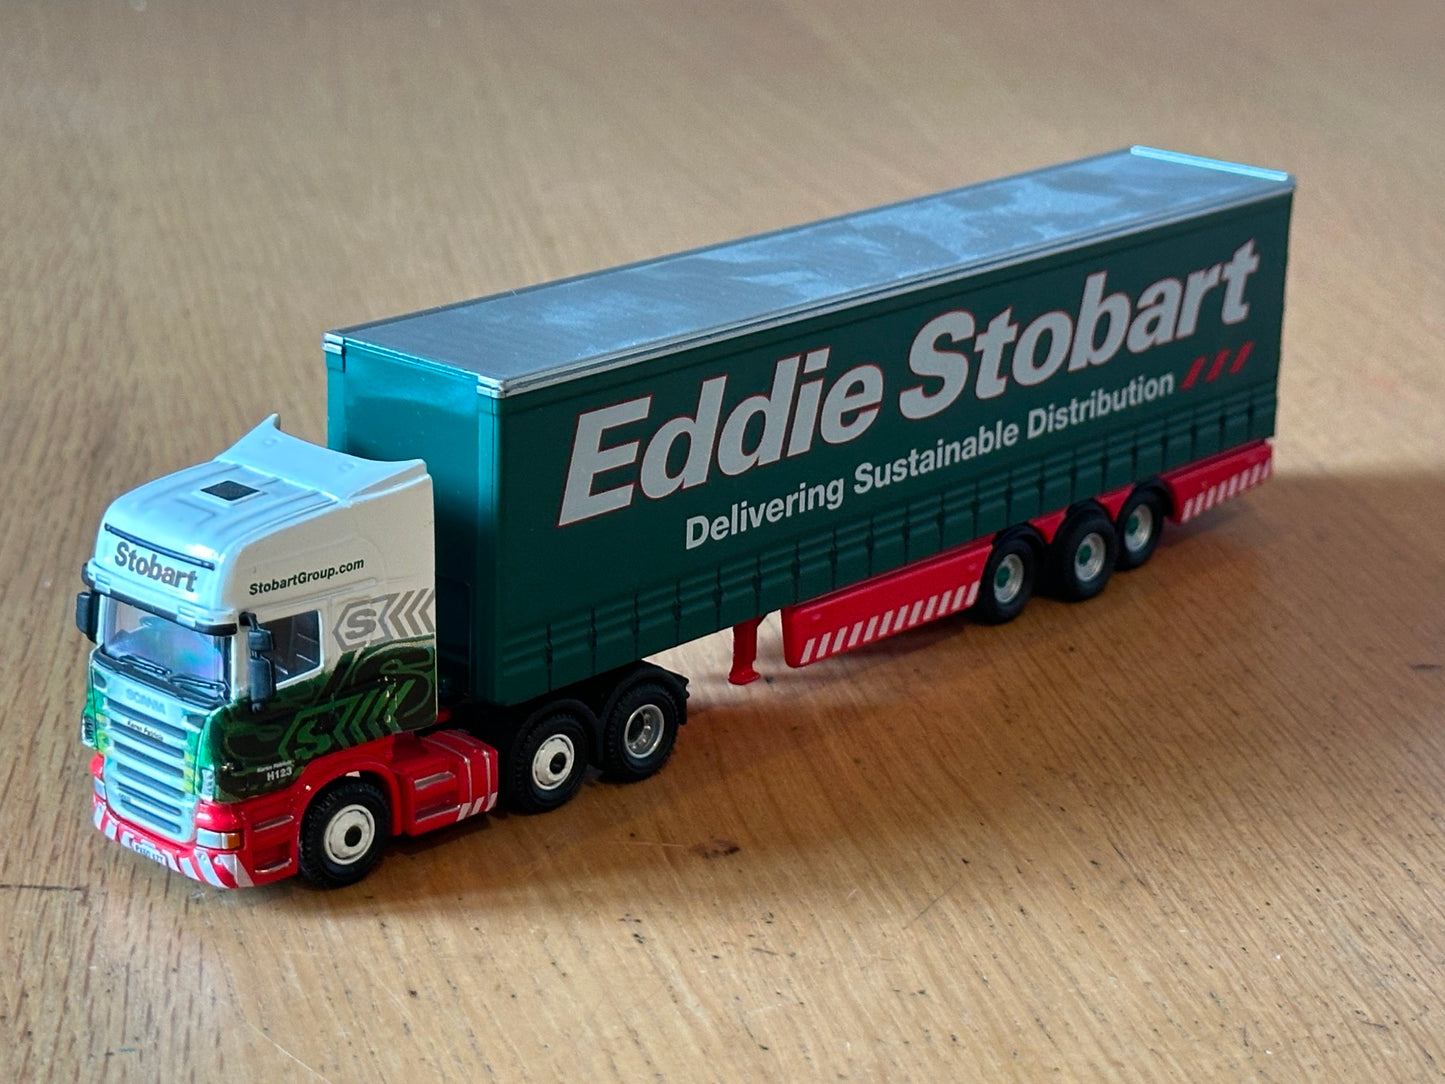 Eddie Stobart
Delivering Sustainable Distribution
Stobart
StobartGroup.com
S
S
SCANIA
H123